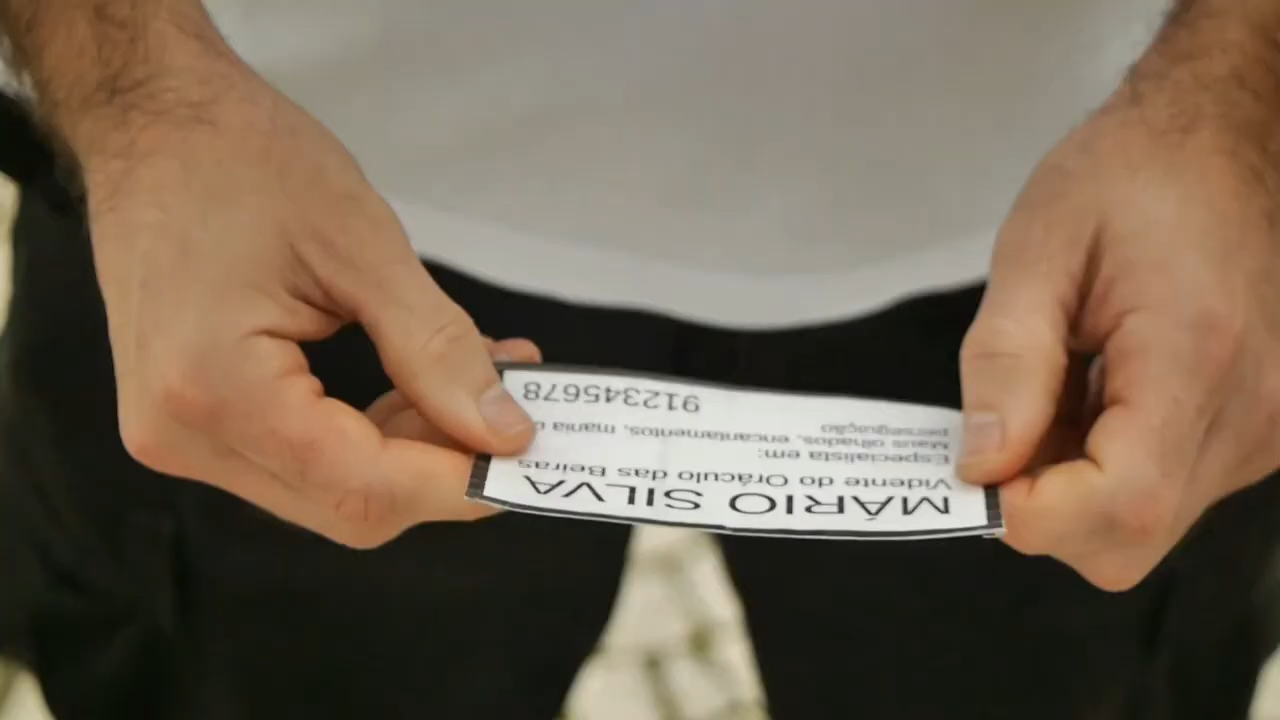 MÁRIO SILVA
Vidente do Oráculo das Beiras
Especialista em:
Maus olhados, encantamentos, mania
perseguição
912345678